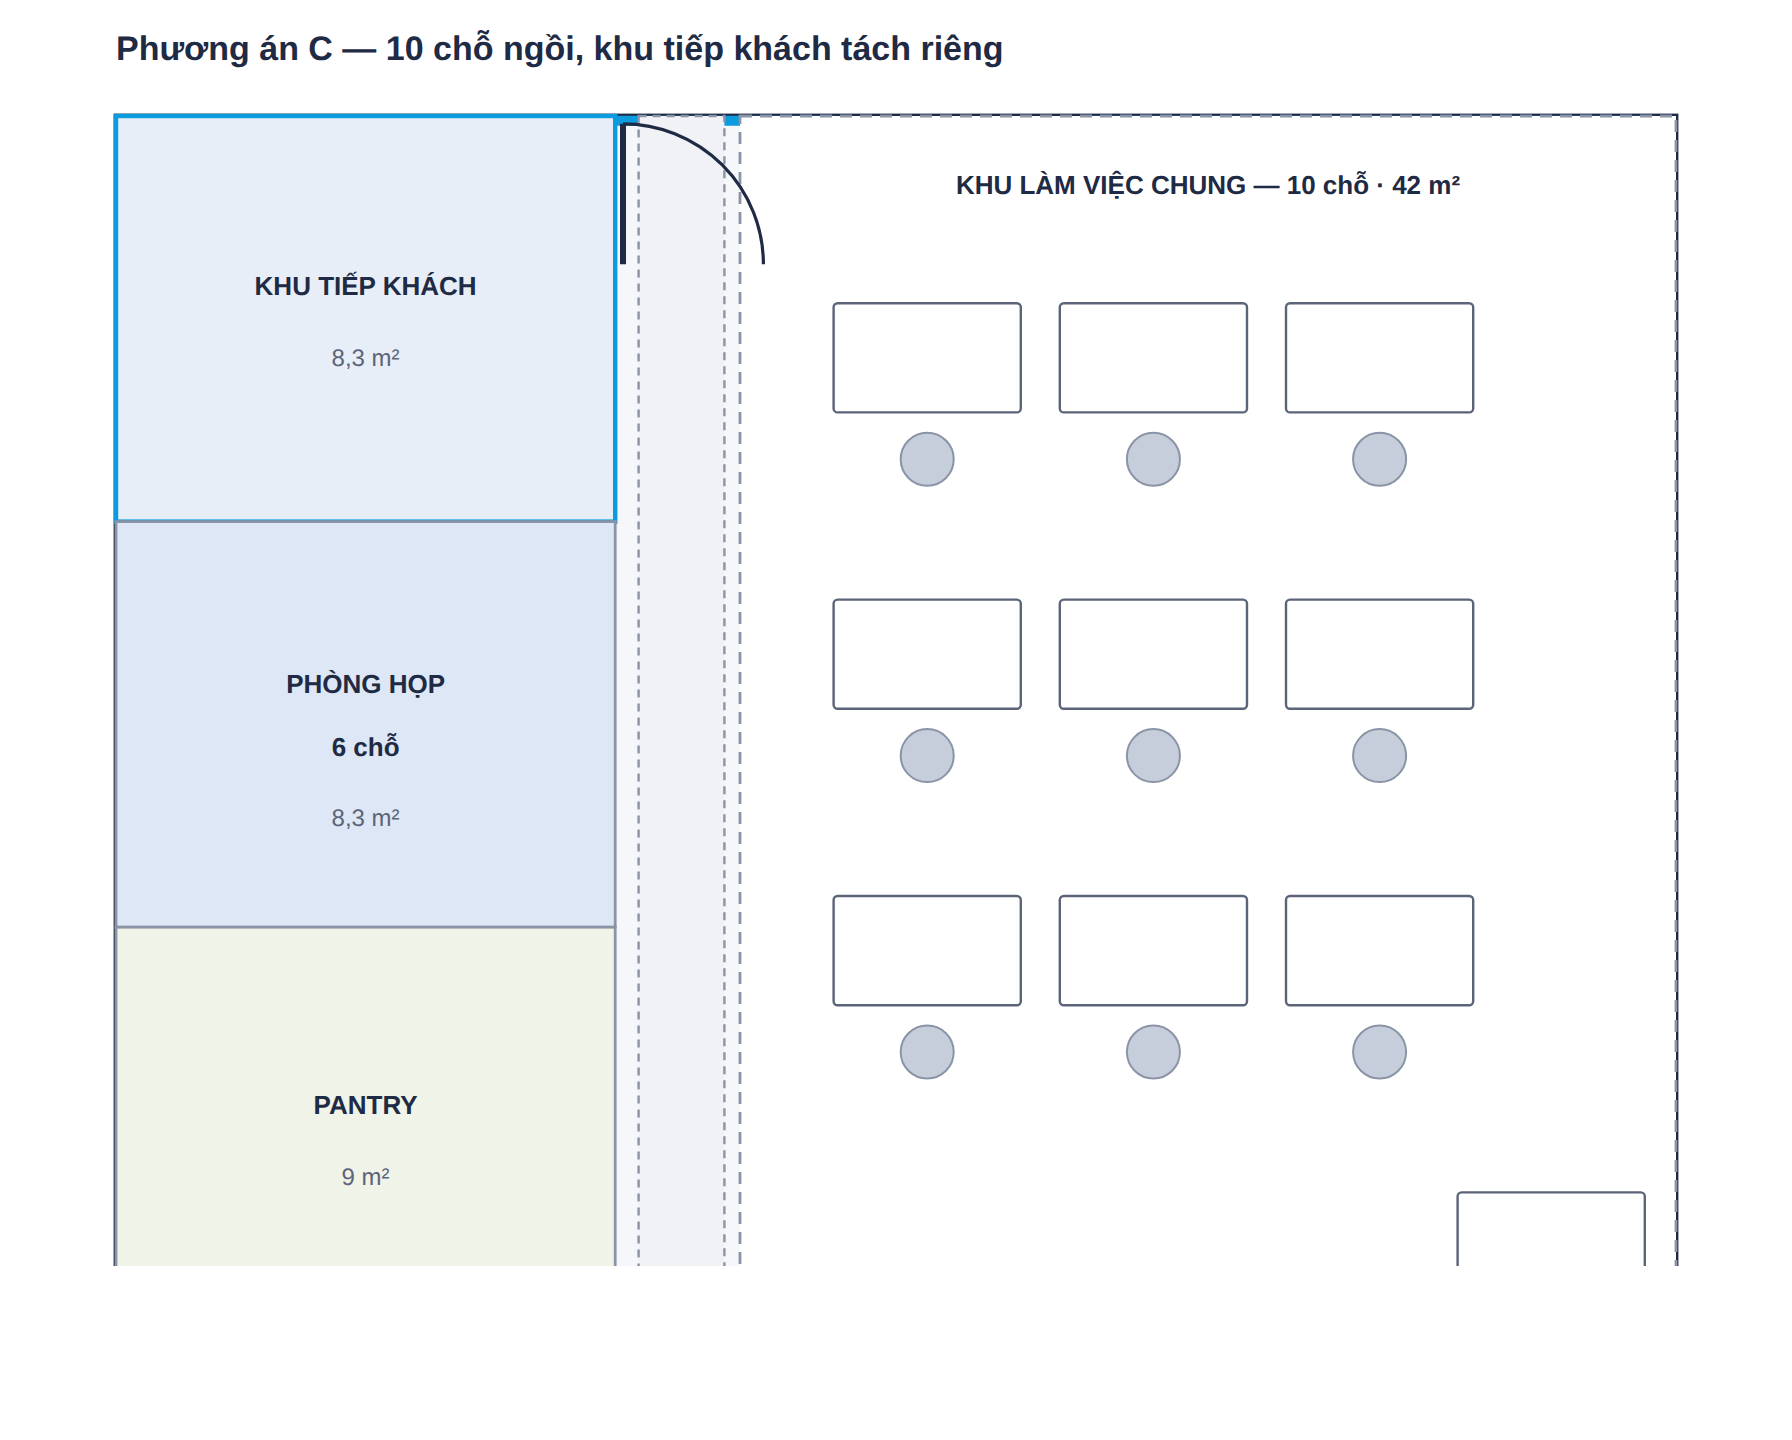 Phương án C — 10 chỗ ngồi, khu tiếp khách tách riêng
KHU LÀM VIỆC CHUNG — 10 chỗ · 42 m²
KHU TIẾP KHÁCH
8,3 m²
PHÒNG HỌP
6 chỗ
8,3 m²
PANTRY
9 m²